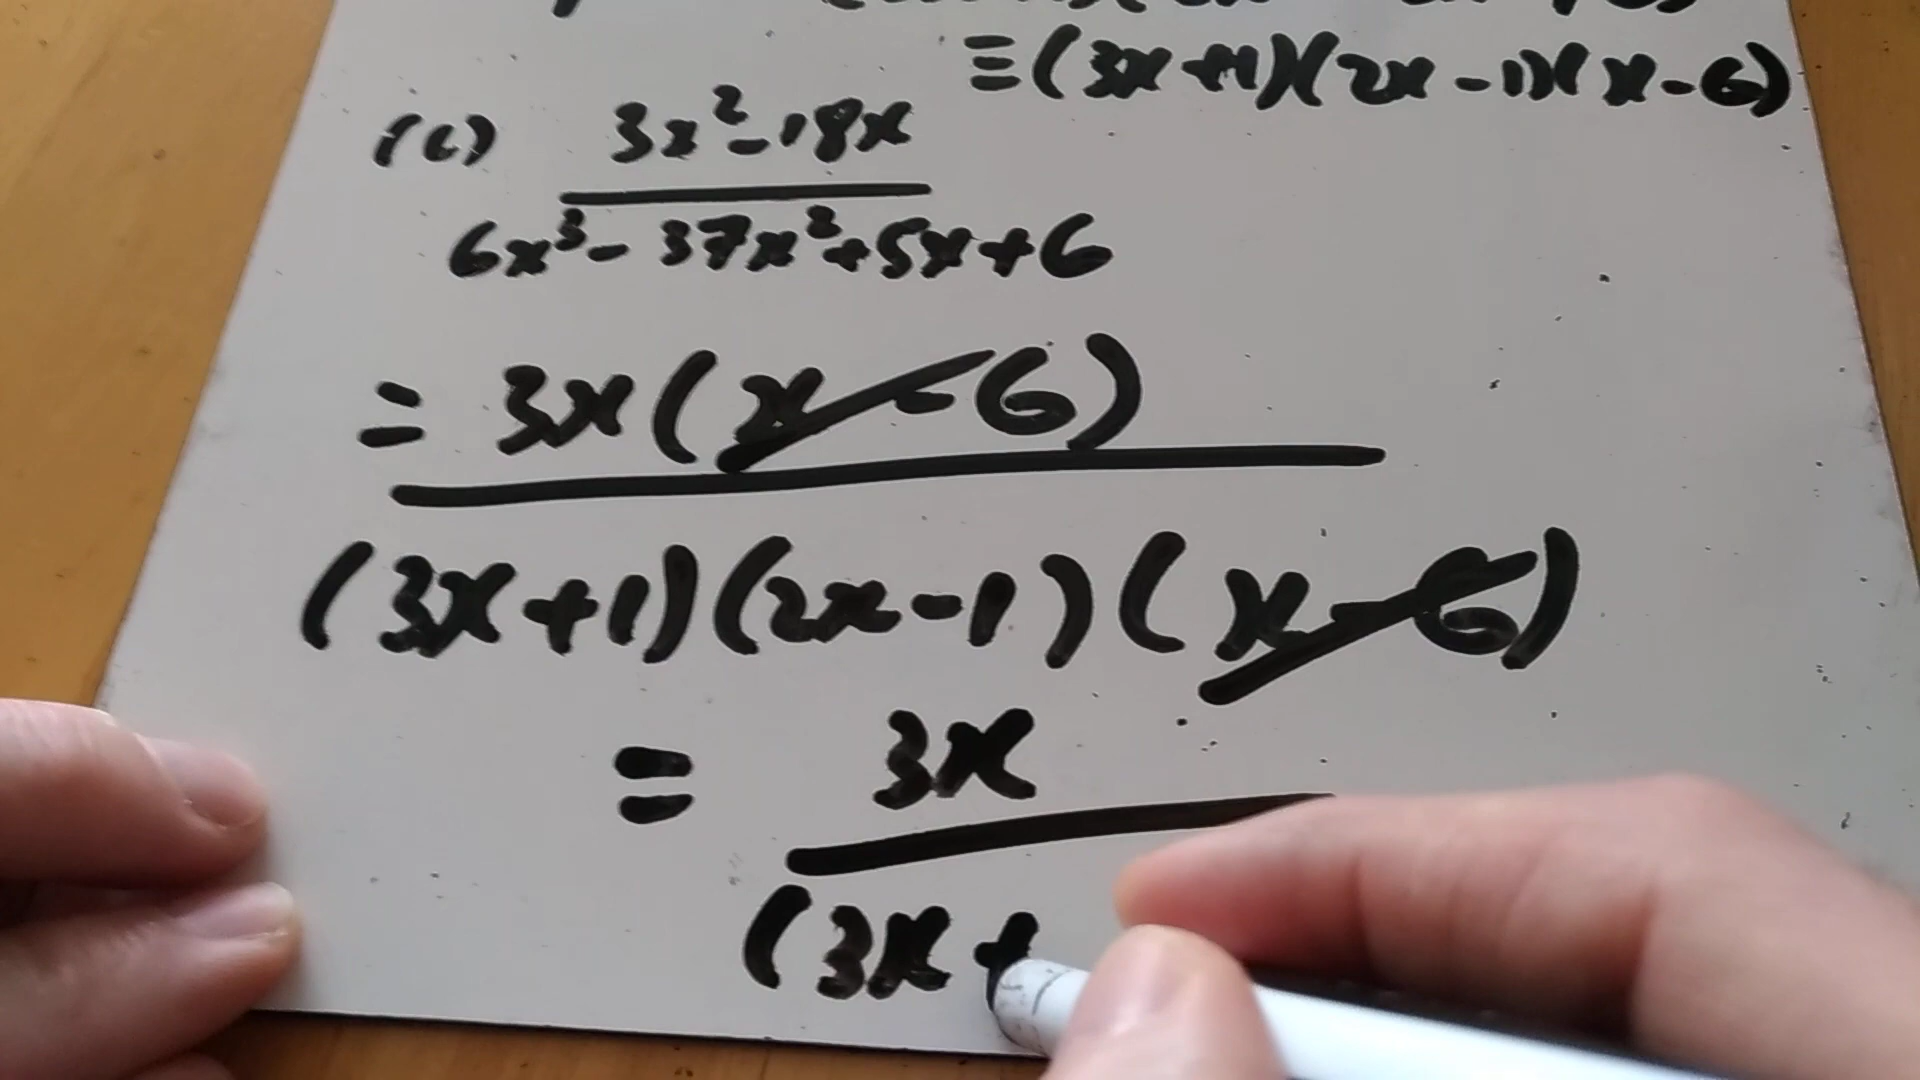 ≡(3x+1)(2x-1)(x-6)
(c) 3x²-18x
6x³-37x²+5x+6
= 3x(x-6)
(3x+1)(2x-1)(x-6)
= 3x
(3x+